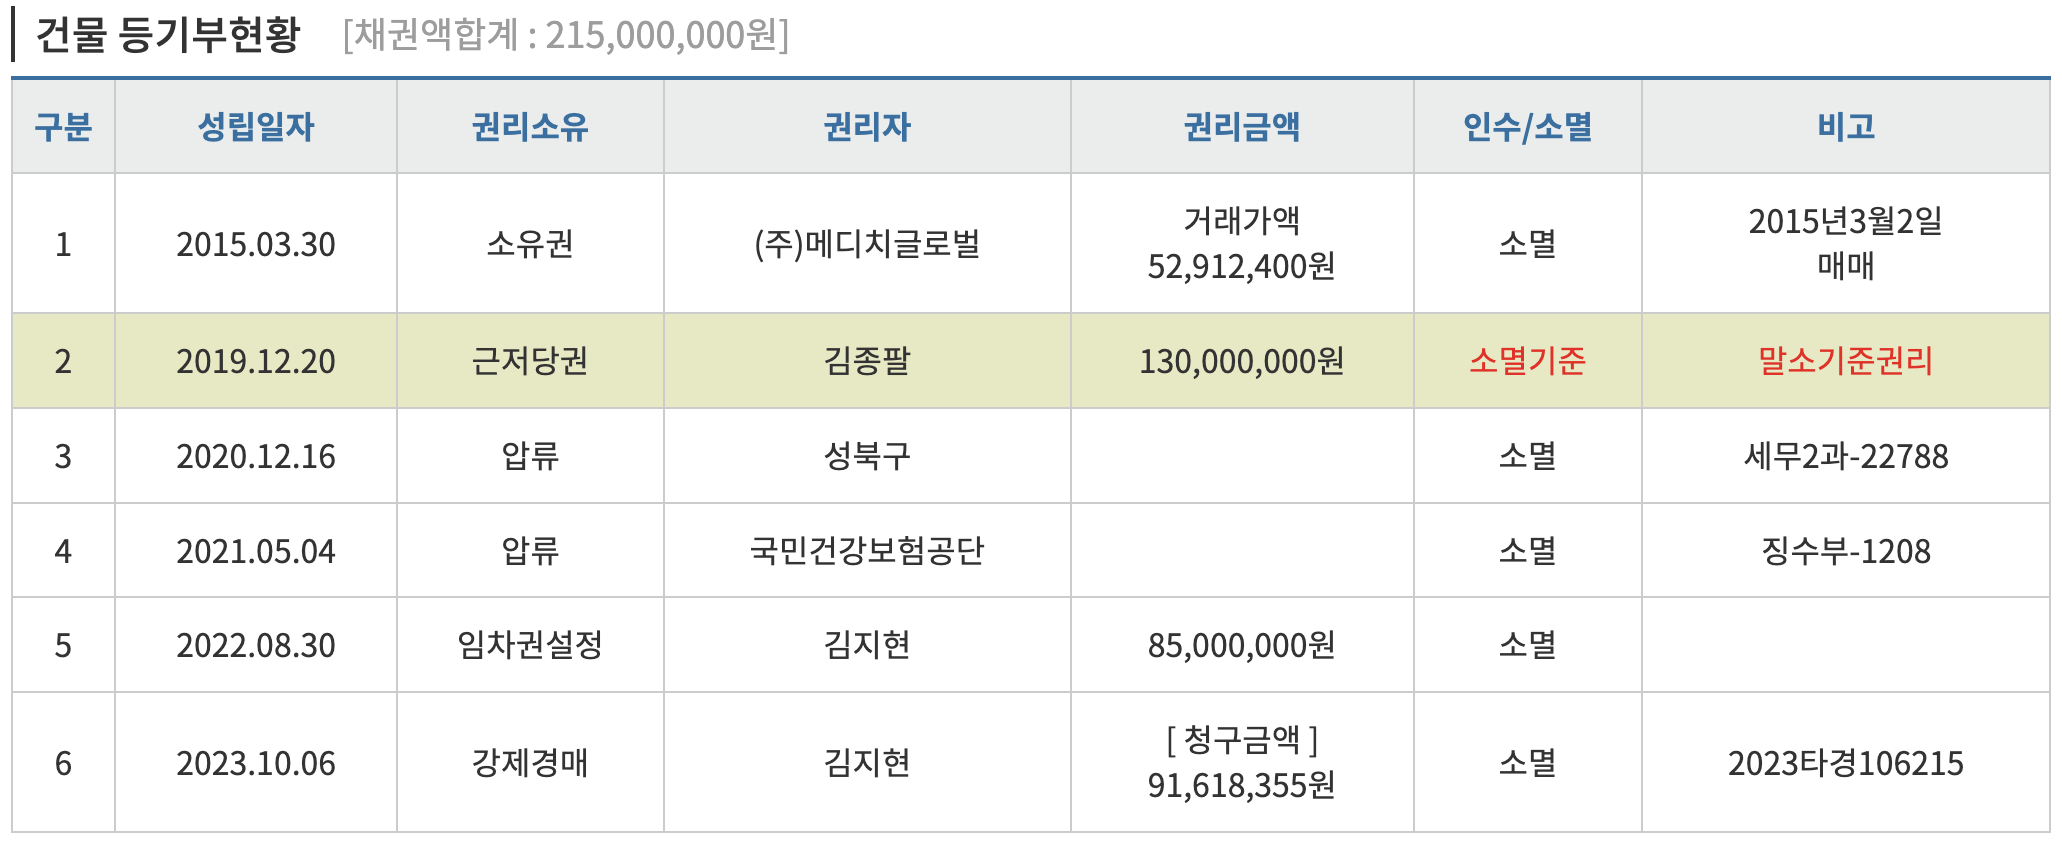 건물 등기부현황 [채권액합계 : 215,000,000원]
구분 성립일자 권리소유 권리자 권리금액 인수/소멸 비고
1 2015.03.30 소유권 (주)메디치글로벌 거래가액 52,912,400원 소멸 2015년3월2일 매매
2 2019.12.20 근저당권 김종팔 130,000,000원 소멸기준 말소기준권리
3 2020.12.16 압류 성북구 소멸 세무2과-22788
4 2021.05.04 압류 국민건강보험공단 소멸 징수부-1208
5 2022.08.30 임차권설정 김지현 85,000,000원 소멸
6 2023.10.06 강제경매 김지현 [ 청구금액 ] 91,618,355원 소멸 2023타경106215